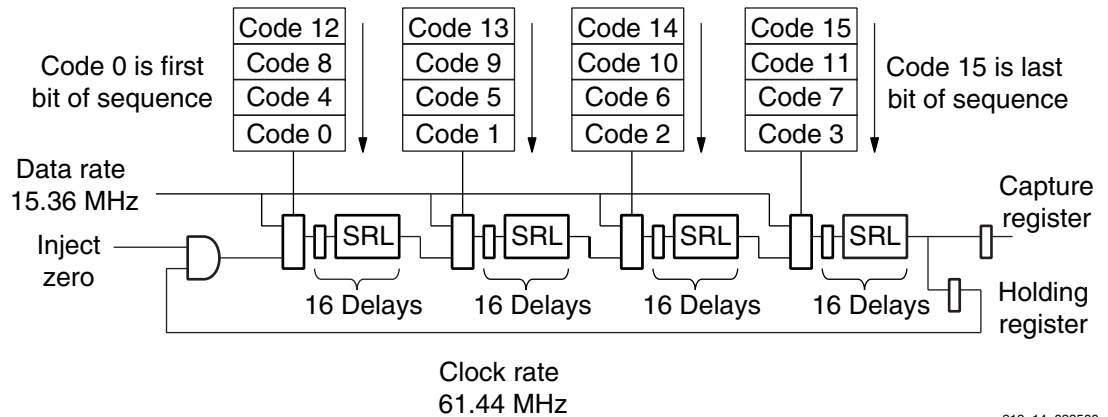 Code 12 Code 13 Code 14 Code 15
Code 8 Code 9 Code 10 Code 11
Code 4 Code 5 Code 6 Code 7
Code 0 Code 1 Code 2 Code 3
Code 0 is first
bit of sequence
Code 15 is last
bit of sequence
Data rate
15.36 MHz
Inject
zero
SRL SRL SRL SRL
16 Delays 16 Delays 16 Delays 16 Delays
Capture
register
Holding
register
Clock rate
61.44 MHz